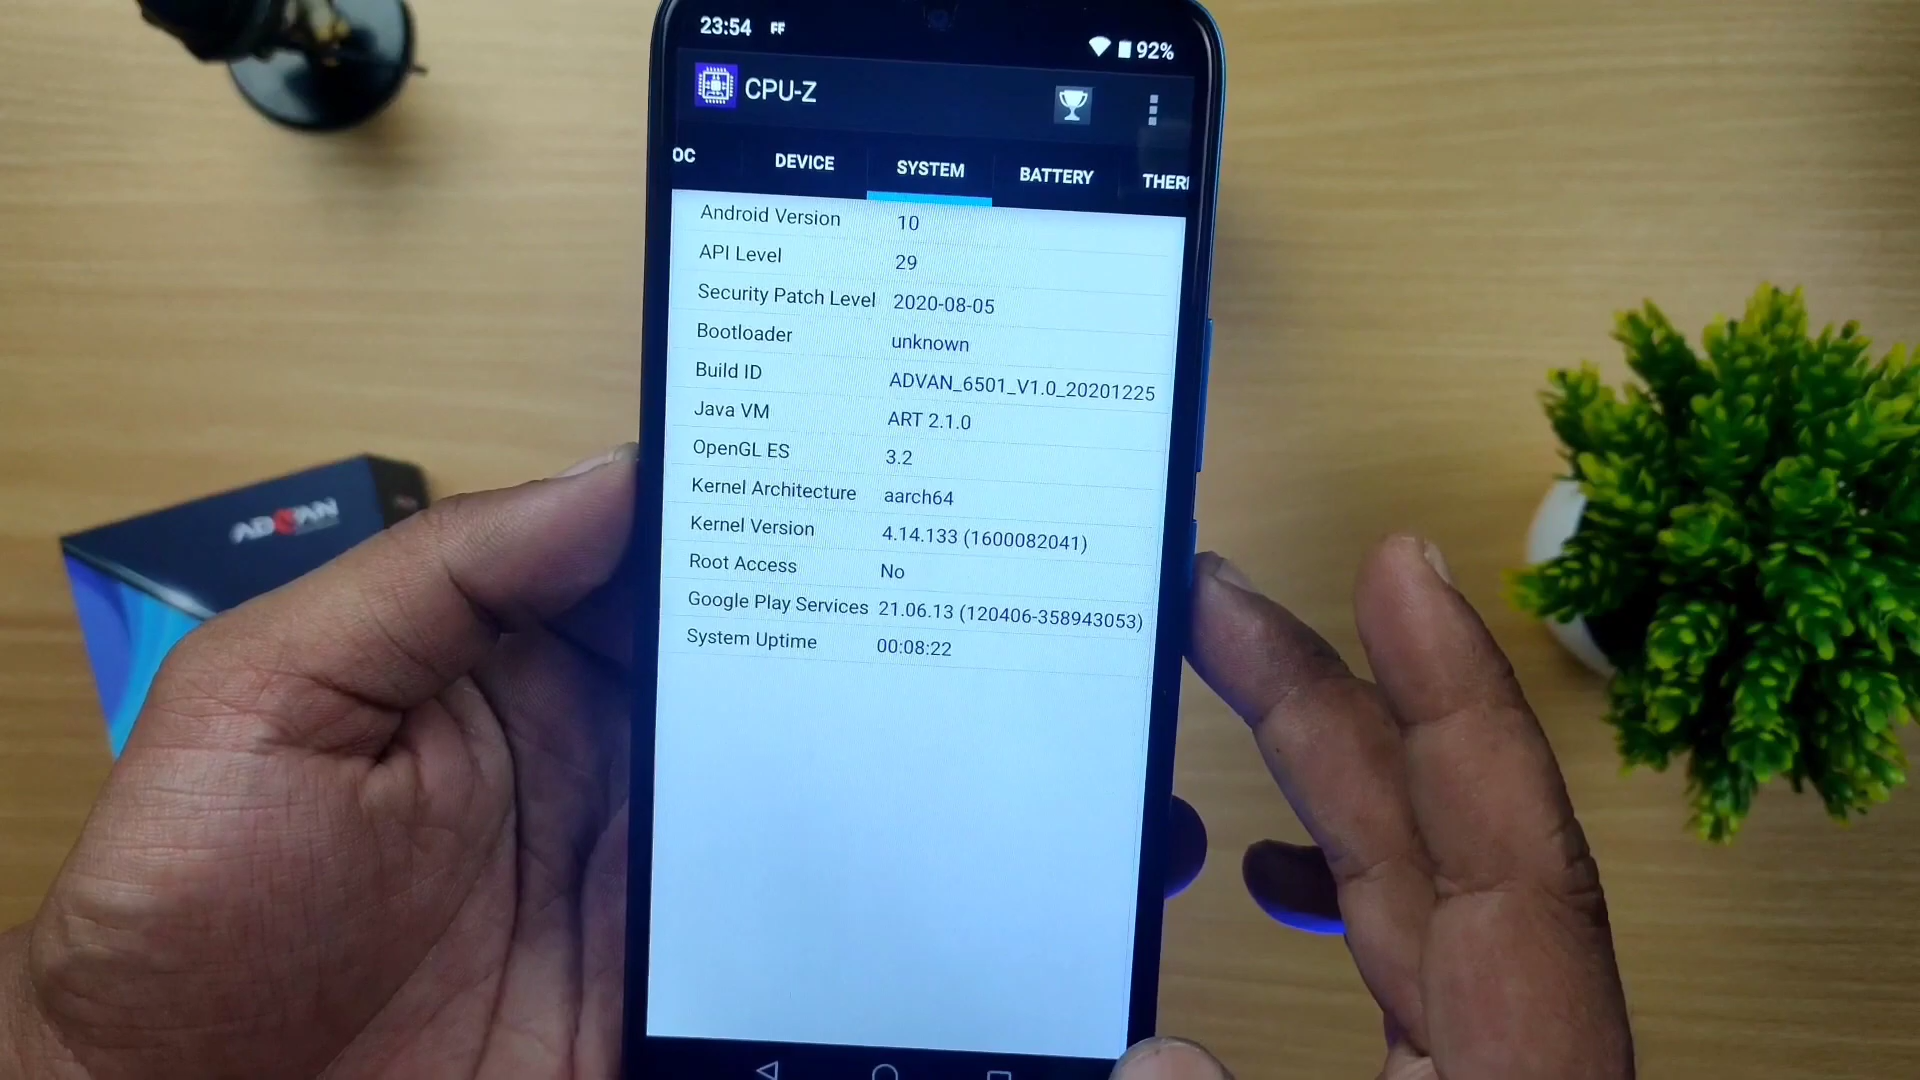 23:54 FF 92%
CPU-Z
OC DEVICE SYSTEM BATTERY THER
Android Version 10
API Level 29
Security Patch Level 2020-08-05
Bootloader unknown
Build ID ADVAN_6501_V1.0_20201225
Java VM ART 2.1.0
OpenGL ES 3.2
Kernel Architecture aarch64
Kernel Version 4.14.133 (1600082041)
Root Access No
Google Play Services 21.06.13 (120406-358943053)
System Uptime 00:08:22
ADVAN